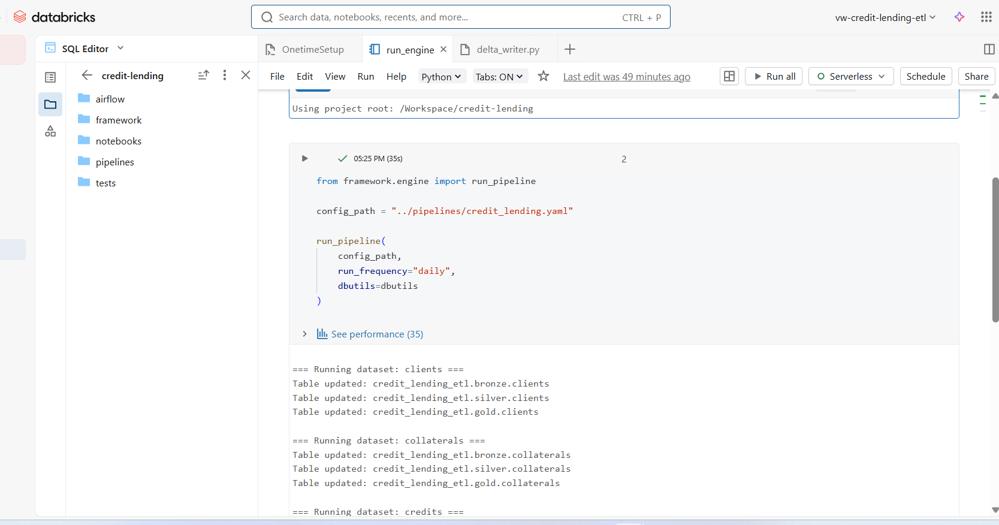 databricks
Search data, notebooks, recents, and more...
CTRL + P
vw-credit-lending-etl
SQL Editor
OnetimeSetup
run_engine
delta_writer.py
credit-lending
File Edit View Run Help Python Tabs: ON Last edit was 49 minutes ago
Run all
Serverless
Schedule
Share
airflow
framework
notebooks
pipelines
tests
Using project root: /Workspace/credit-lending
05:25 PM (35s)
2
from framework.engine import run_pipeline
config_path = "../pipelines/credit_lending.yaml"
run_pipeline(
config_path,
run_frequency="daily",
dbutils=dbutils
)
See performance (35)
=== Running dataset: clients ===
Table updated: credit_lending_etl.bronze.clients
Table updated: credit_lending_etl.silver.clients
Table updated: credit_lending_etl.gold.clients
=== Running dataset: collaterals ===
Table updated: credit_lending_etl.bronze.collaterals
Table updated: credit_lending_etl.silver.collaterals
Table updated: credit_lending_etl.gold.collaterals
=== Running dataset: credits ===